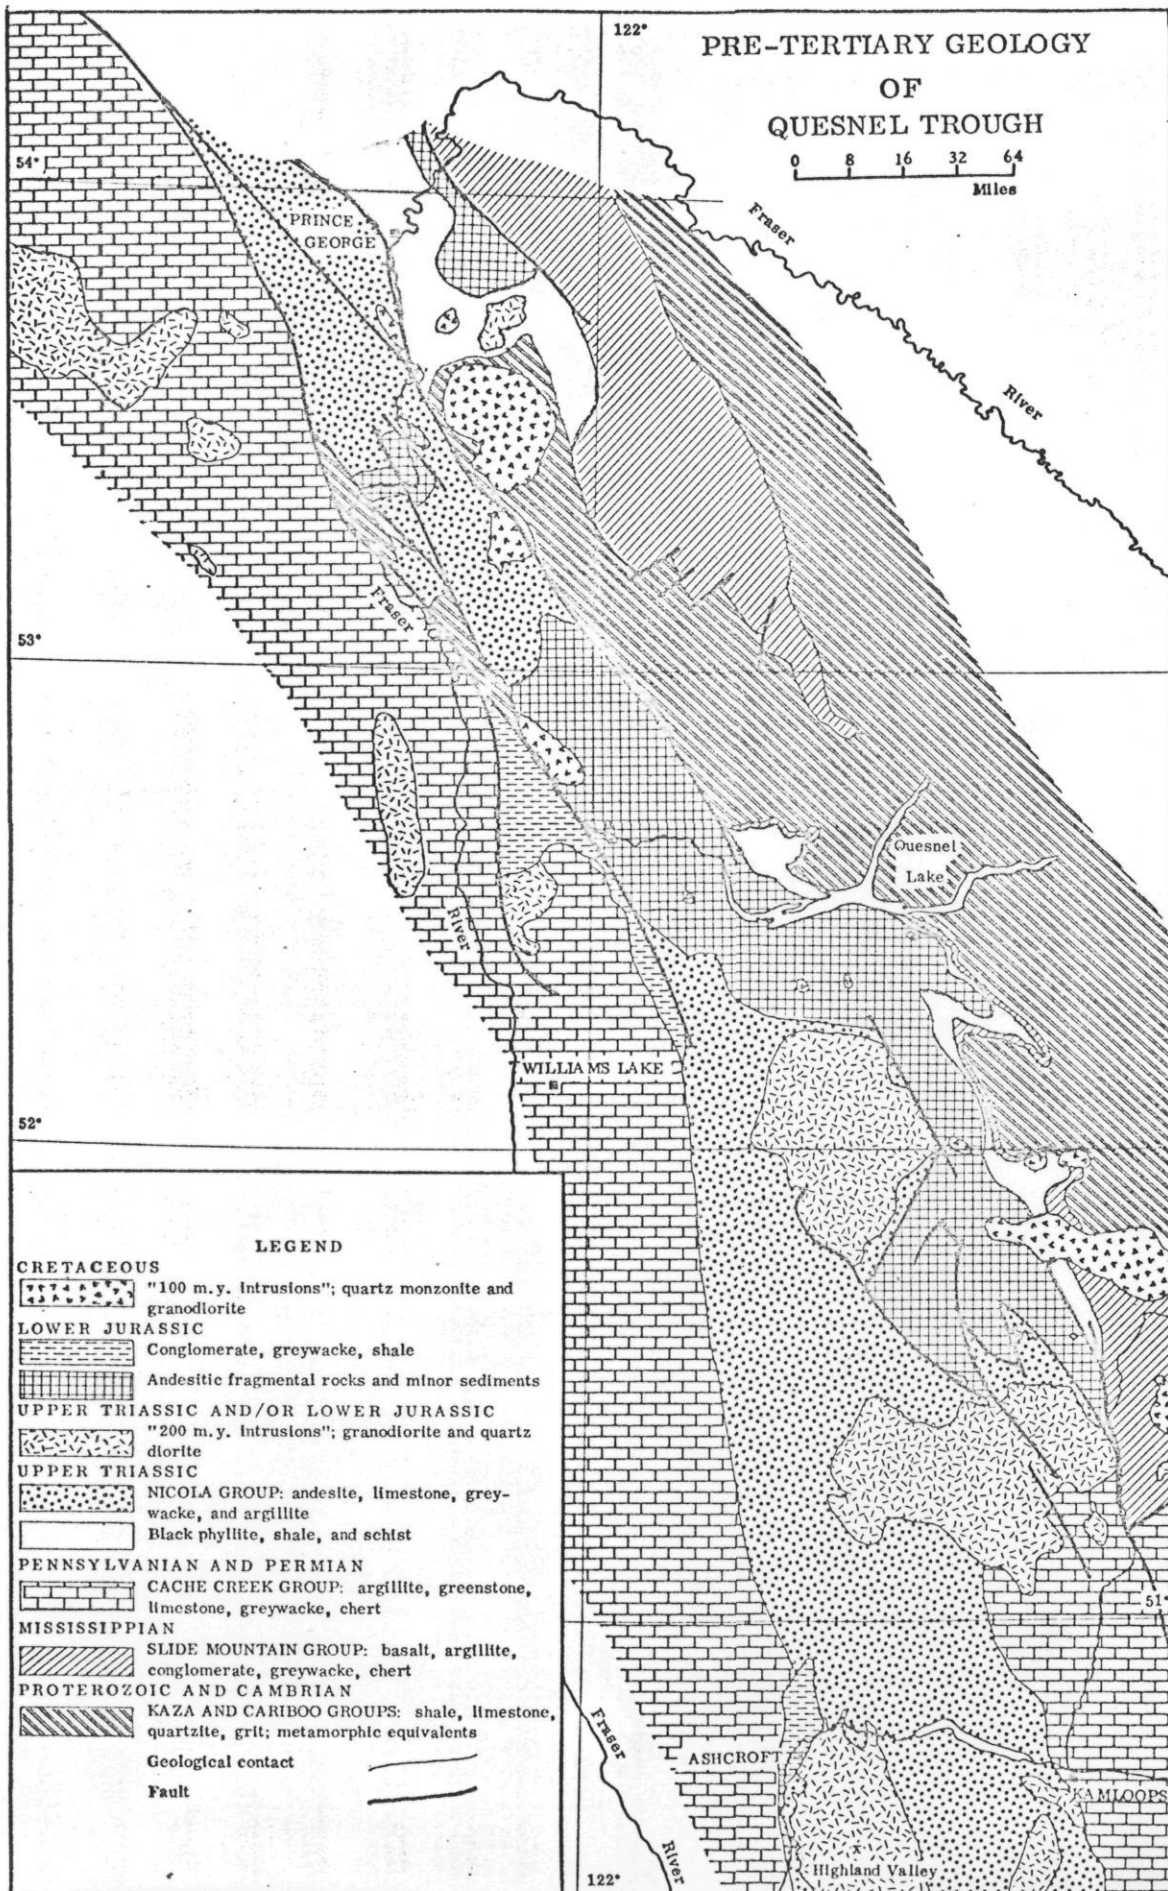 122°
PRE-TERTIARY GEOLOGY
OF
QUESNEL TROUGH
0 8 16 32 64
Miles
54°
PRINCE
GEORGE
Fraser
River
Fraser
53°
Quesnel
Lake
River
WILLIAMS LAKE
52°
LEGEND
CRETACEOUS
"100 m.y. intrusions"; quartz monzonite and
granodiorite
LOWER JURASSIC
Conglomerate, greywacke, shale
Andesitic fragmental rocks and minor sediments
UPPER TRIASSIC AND/OR LOWER JURASSIC
"200 m.y. intrusions"; granodiorite and quartz
diorite
UPPER TRIASSIC
NICOLA GROUP: andesite, limestone, grey-
wacke, and argillite
Black phyllite, shale, and schist
PENNSYLVANIAN AND PERMIAN
CACHE CREEK GROUP: argillite, greenstone,
limestone, greywacke, chert
MISSISSIPPIAN
SLIDE MOUNTAIN GROUP: basalt, argillite,
conglomerate, greywacke, chert
PROTEROZOIC AND CAMBRIAN
KAZA AND CARIBOO GROUPS: shale, limestone,
quartzite, grit; metamorphic equivalents
Geological contact
Fault
51°
Fraser
River
ASHCROFT
KAMLOOPS
x
Highland Valley
122°